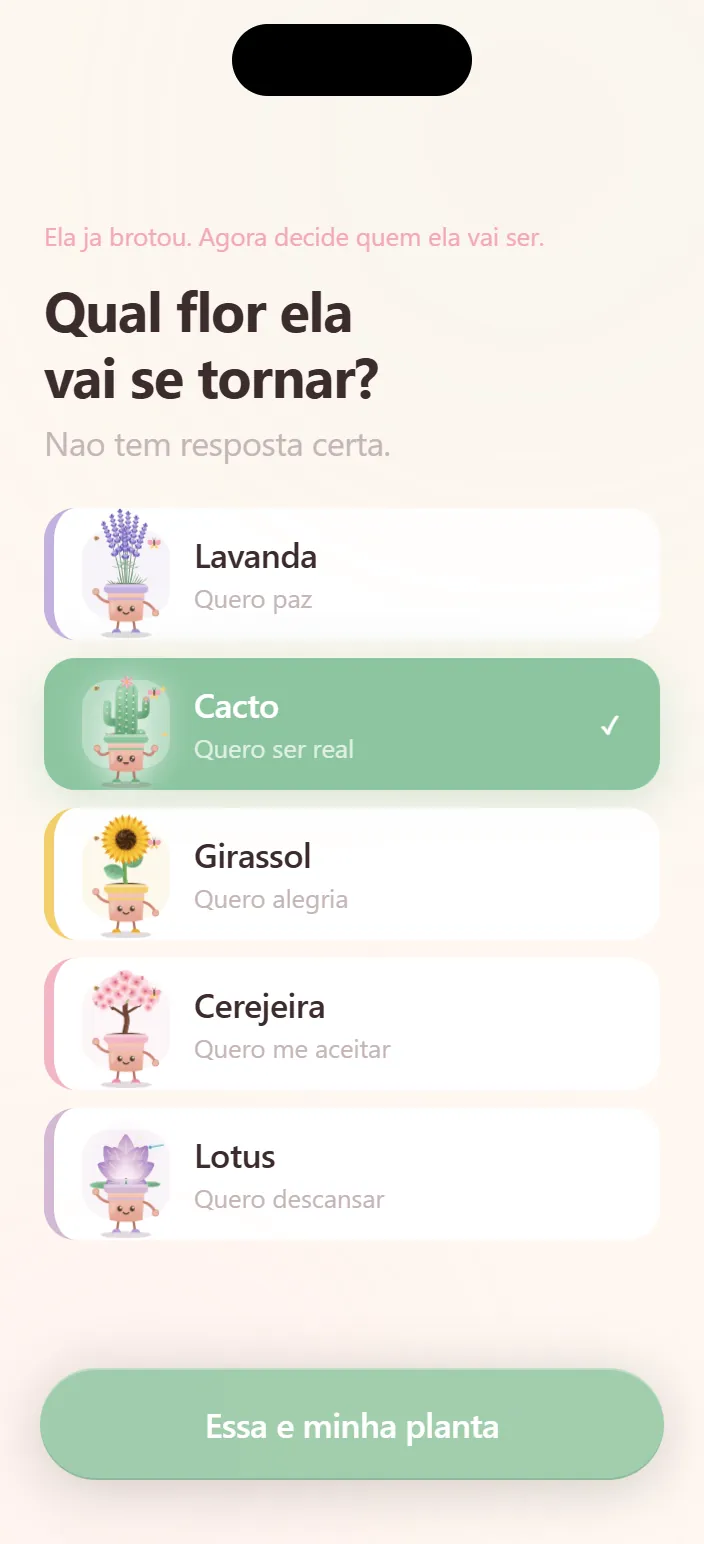 Ela ja brotou. Agora decide quem ela vai ser.
Qual flor ela
vai se tornar?
Nao tem resposta certa.
Lavanda
Quero paz
Cacto
Quero ser real
Girassol
Quero alegria
Cerejeira
Quero me aceitar
Lotus
Quero descansar
Essa e minha planta